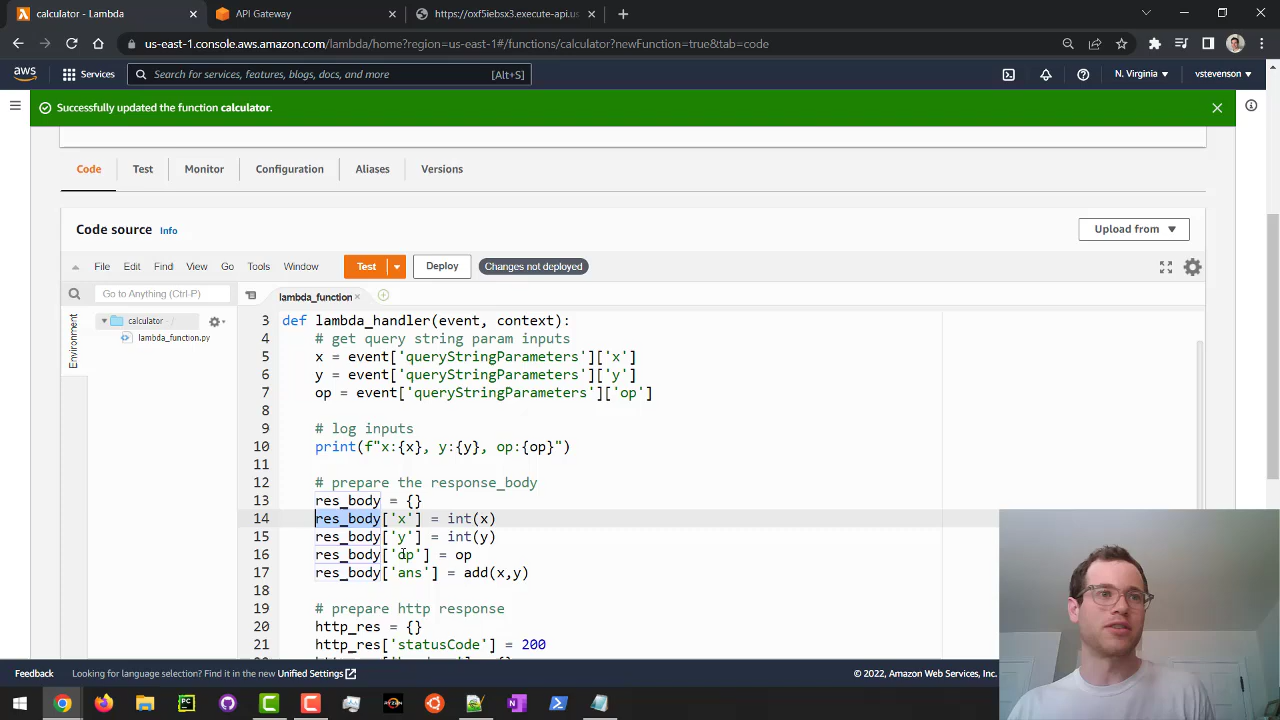 calculator - Lambda
API Gateway
https://oxf5iebsx3.execute-api.us
us-east-1.console.aws.amazon.com/lambda/home?region=us-east-1#/functions/calculator?newFunction=true&tab=code
aws
Services
Search for services, features, blogs, docs, and more
[Alt+S]
N. Virginia
vstevenson
Successfully updated the function calculator.
Code
Test
Monitor
Configuration
Aliases
Versions
Code source
Info
Upload from
File
Edit
Find
View
Go
Tools
Window
Test
Deploy
Changes not deployed
Go to Anything (Ctrl-P)
lambda_function
Environment
calculator
lambda_function.py
3 def lambda_handler(event, context):
4 # get query string param inputs
5 x = event['queryStringParameters']['x']
6 y = event['queryStringParameters']['y']
7 op = event['queryStringParameters']['op']
8
9 # log inputs
10 print(f"x:{x}, y:{y}, op:{op}")
11
12 # prepare the response_body
13 res_body = {}
14 res_body['x'] = int(x)
15 res_body['y'] = int(y)
16 res_body['op'] = op
17 res_body['ans'] = add(x,y)
18
19 # prepare http response
20 http_res = {}
21 http_res['statusCode'] = 200
Feedback
Looking for language selection? Find it in the new Unified Settings
© 2022, Amazon Web Services, Inc.